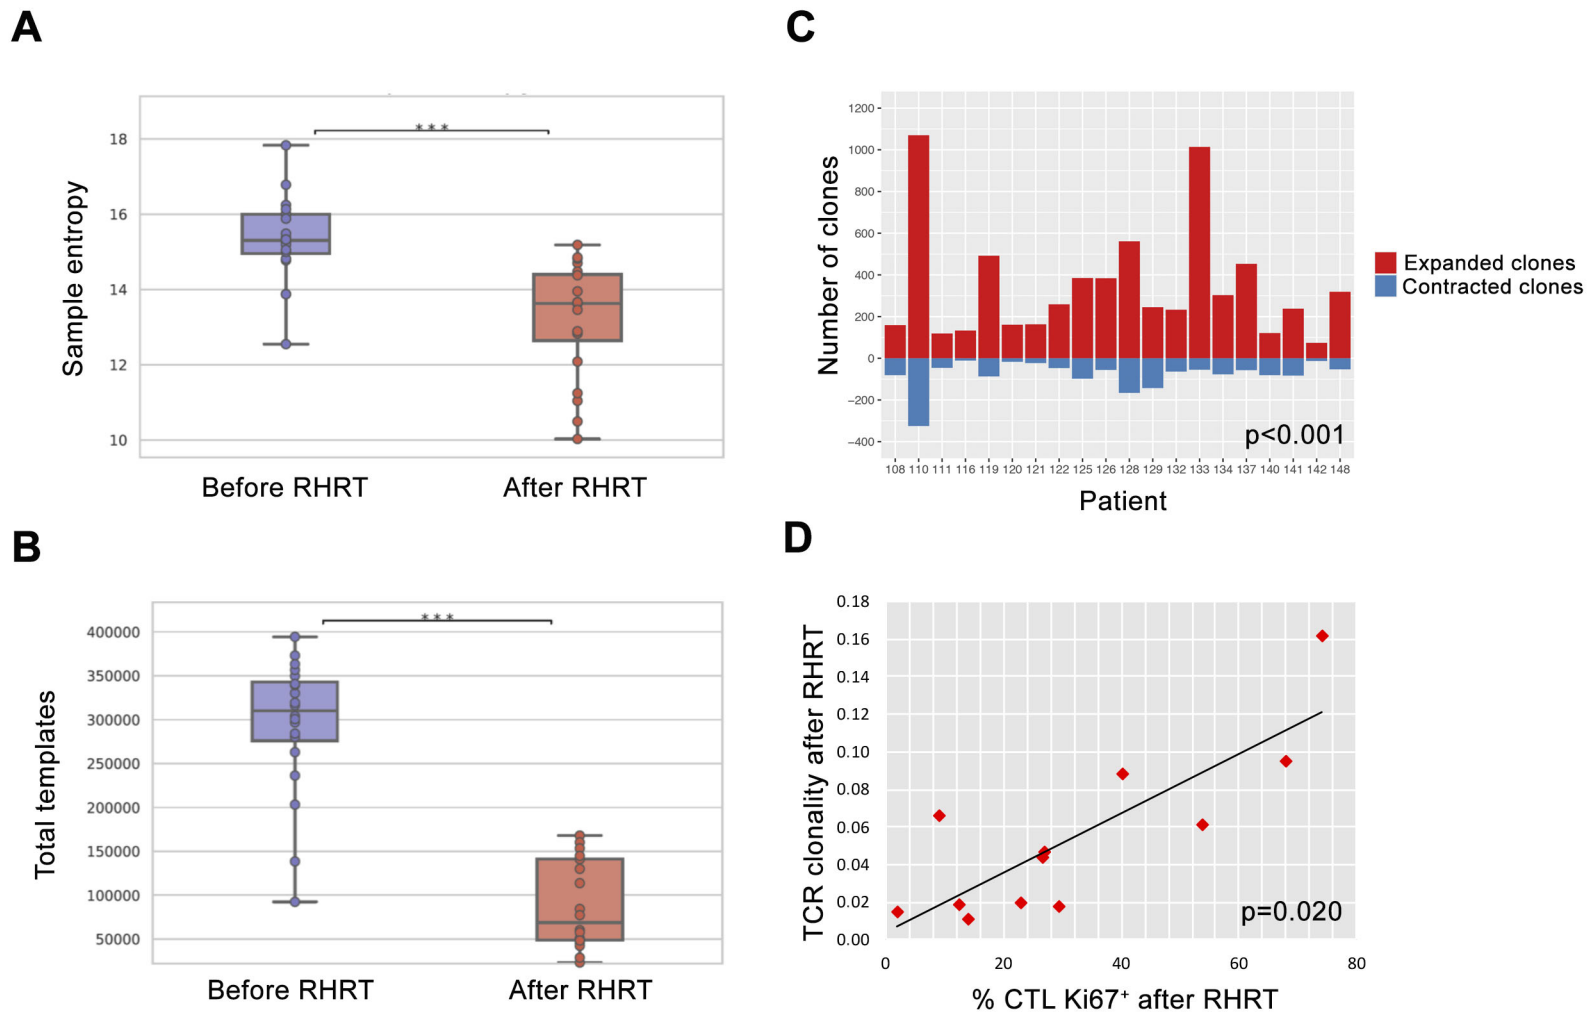 A
Sample entropy
18
16
14
12
10
***
Before RHRT
After RHRT
B
Total templates
400000
350000
300000
250000
200000
150000
100000
50000
***
Before RHRT
After RHRT
C
Number of clones
1200
1000
800
600
400
200
0
−200
−400
p<0.001
108 110 111 116 119 120 121 122 125 126 128 129 132 133 134 137 140 141 142 148
Patient
Expanded clones
Contracted clones
D
TCR clonality after RHRT
0.18
0.16
0.14
0.12
0.10
0.08
0.06
0.04
0.02
0.00
p=0.020
0 20 40 60 80
% CTL Ki67⁺ after RHRT